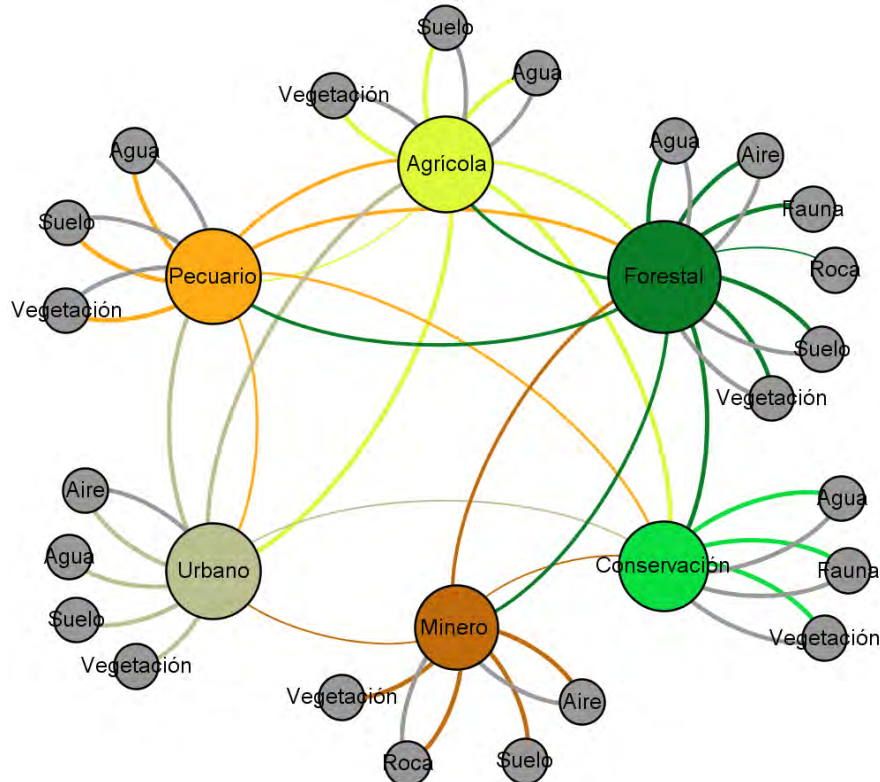 Suelo
Agua
Vegetación
Agua
Agrícola
Agua
Aire
Suelo
Fauna
Pecuario
Forestal
Roca
Vegetación
Suelo
Vegetación
Aire
Agua
Agua
Urbano
Conservación
Fauna
Suelo
Minero
Vegetación
Vegetación
Vegetación
Aire
Roca
Suelo